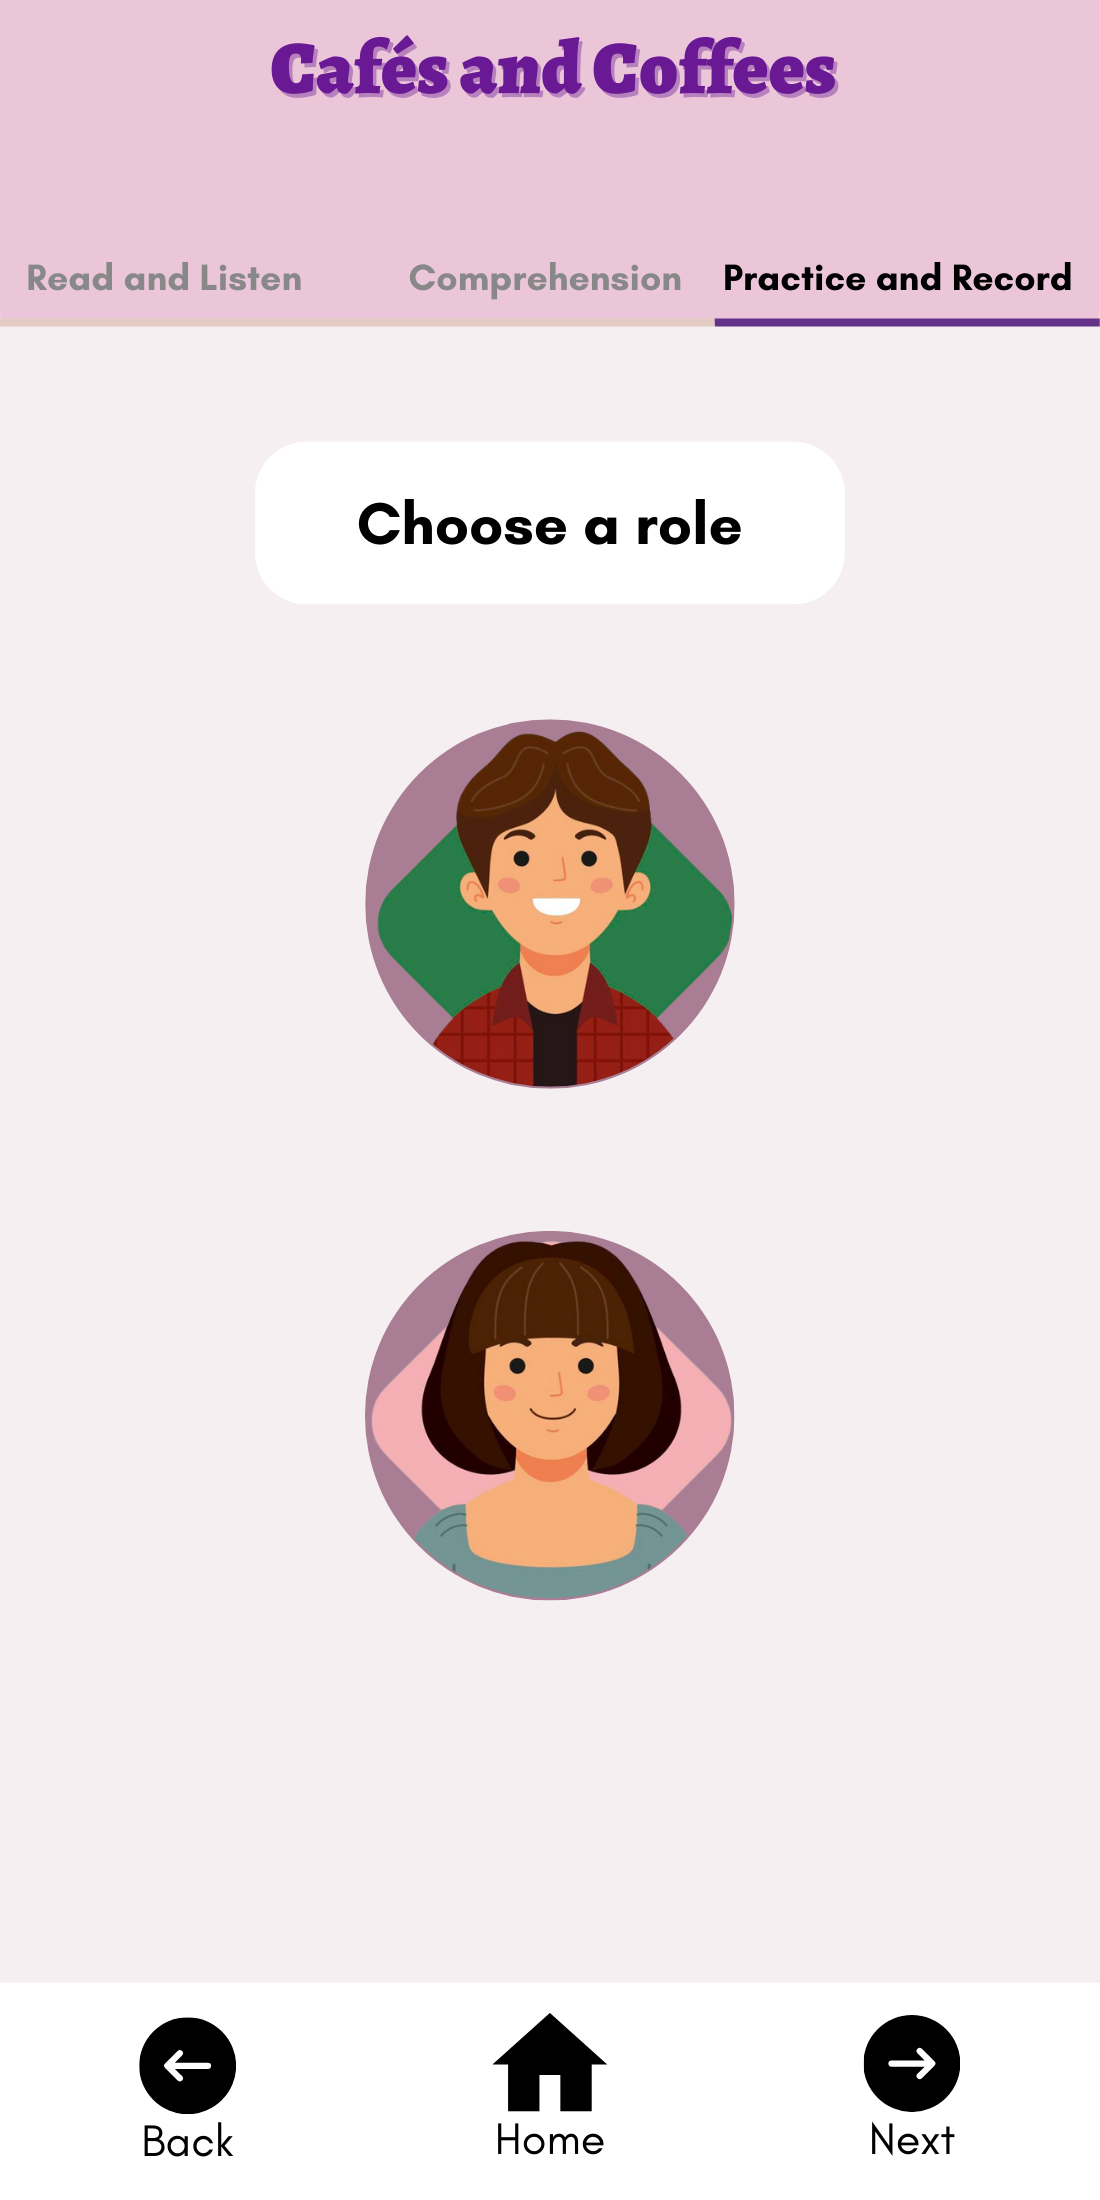 Cafés and Coffees
Read and Listen
Comprehension
Practice and Record
Choose a role
Back
Home
Next